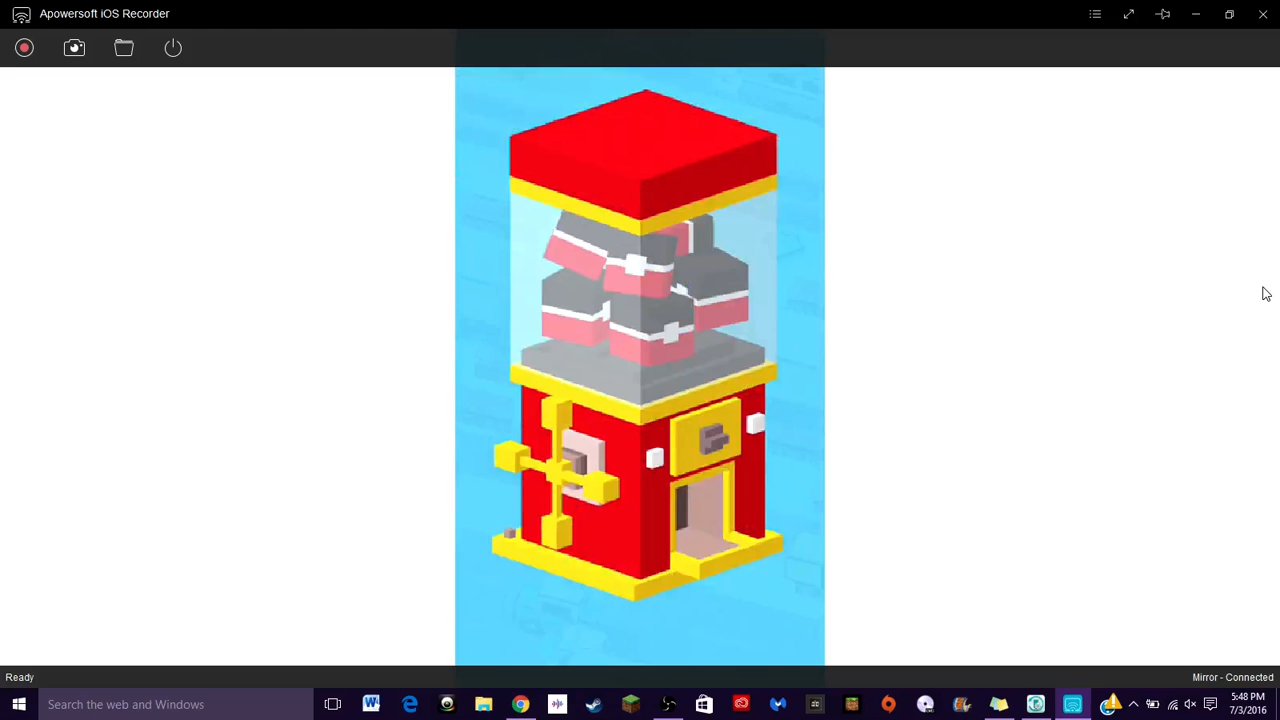 Apowersoft iOS Recorder
Ready
Mirror - Connected
Search the web and Windows
5:48 PM
7/3/2016